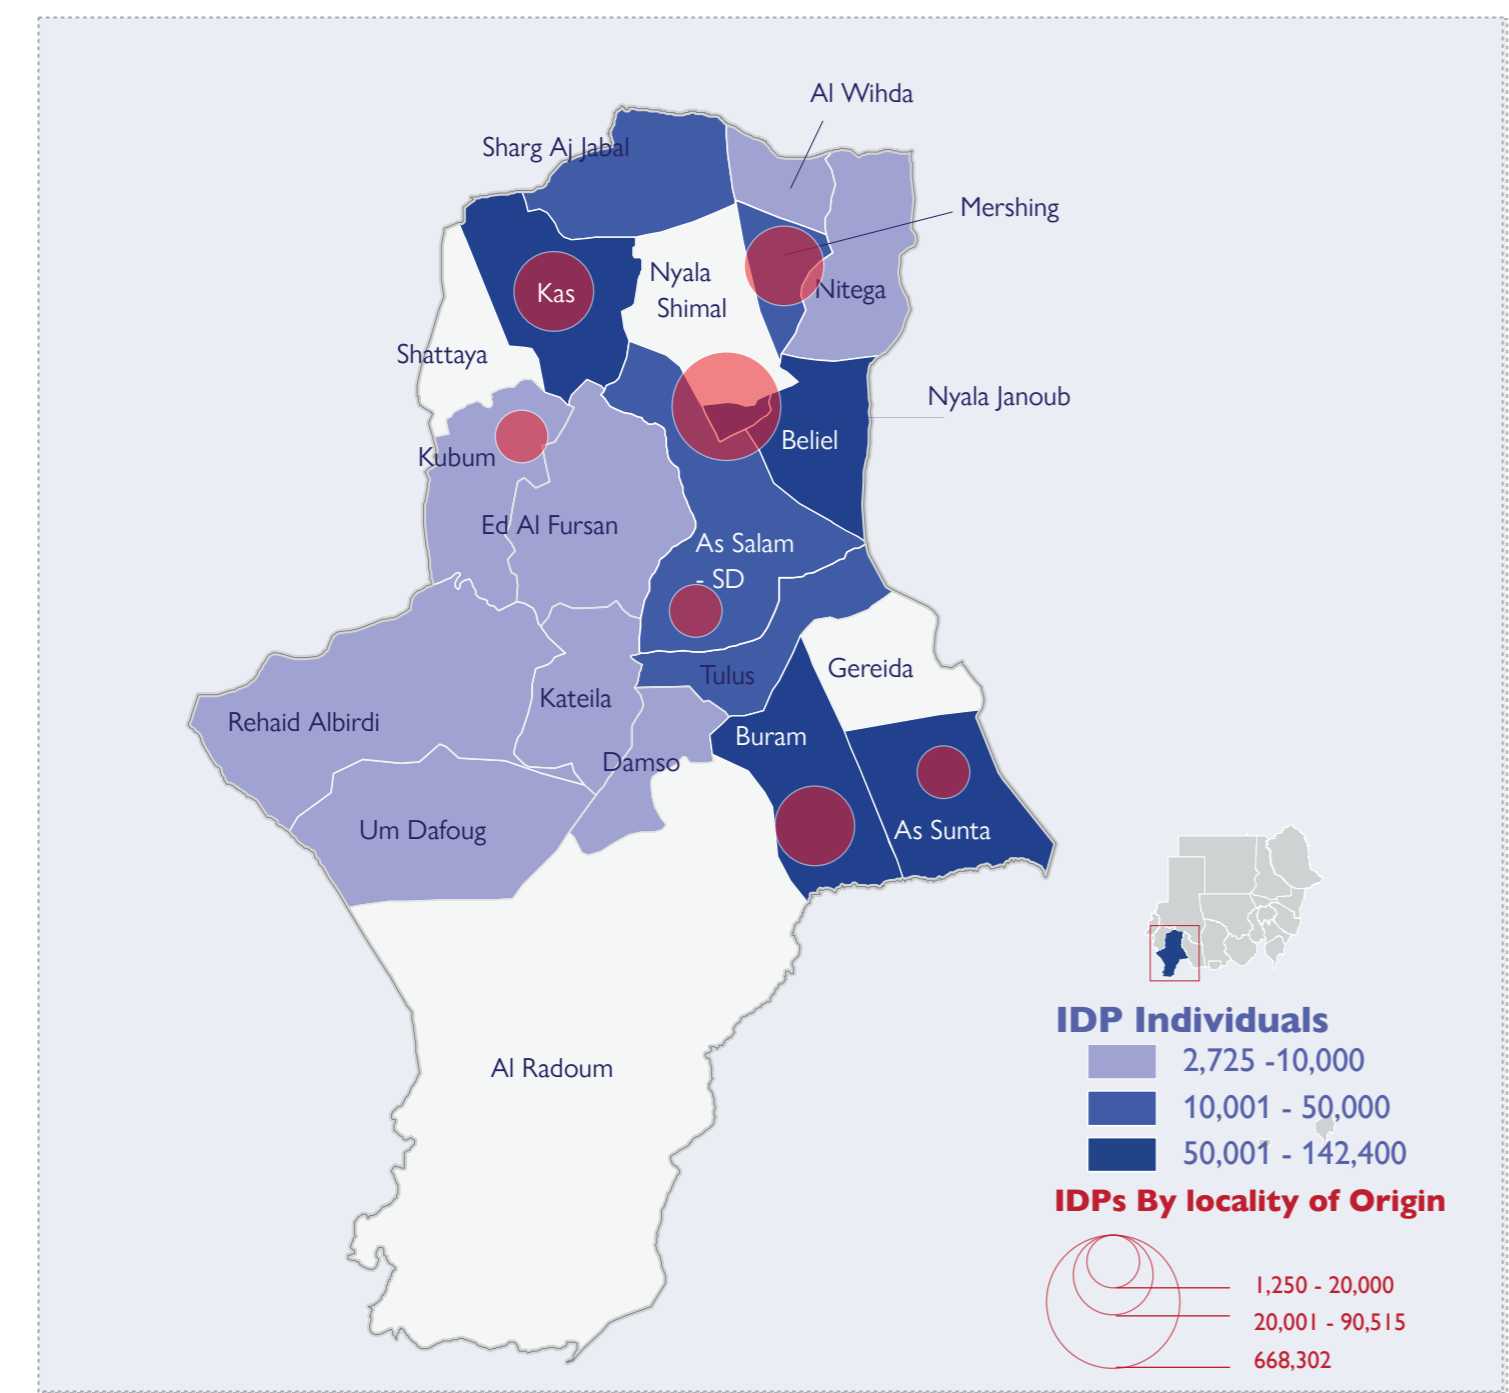 Al Wihda
Sharg Aj Jabal
Mershing
Nyala
Shimal
Nitega
Kas
Shattaya
Nyala Janoub
Beliel
Kubum
Ed Al Fursan
As Salam
- SD
Gereida
Tulus
Kateila
Rehaid Albirdi
Buram
Damso
Um Dafoug
As Sunta
Al Radoum
IDP Individuals
2,725 -10,000
10,001 - 50,000
50,001 - 142,400
IDPs By locality of Origin
1,250 - 20,000
20,001 - 90,515
668,302